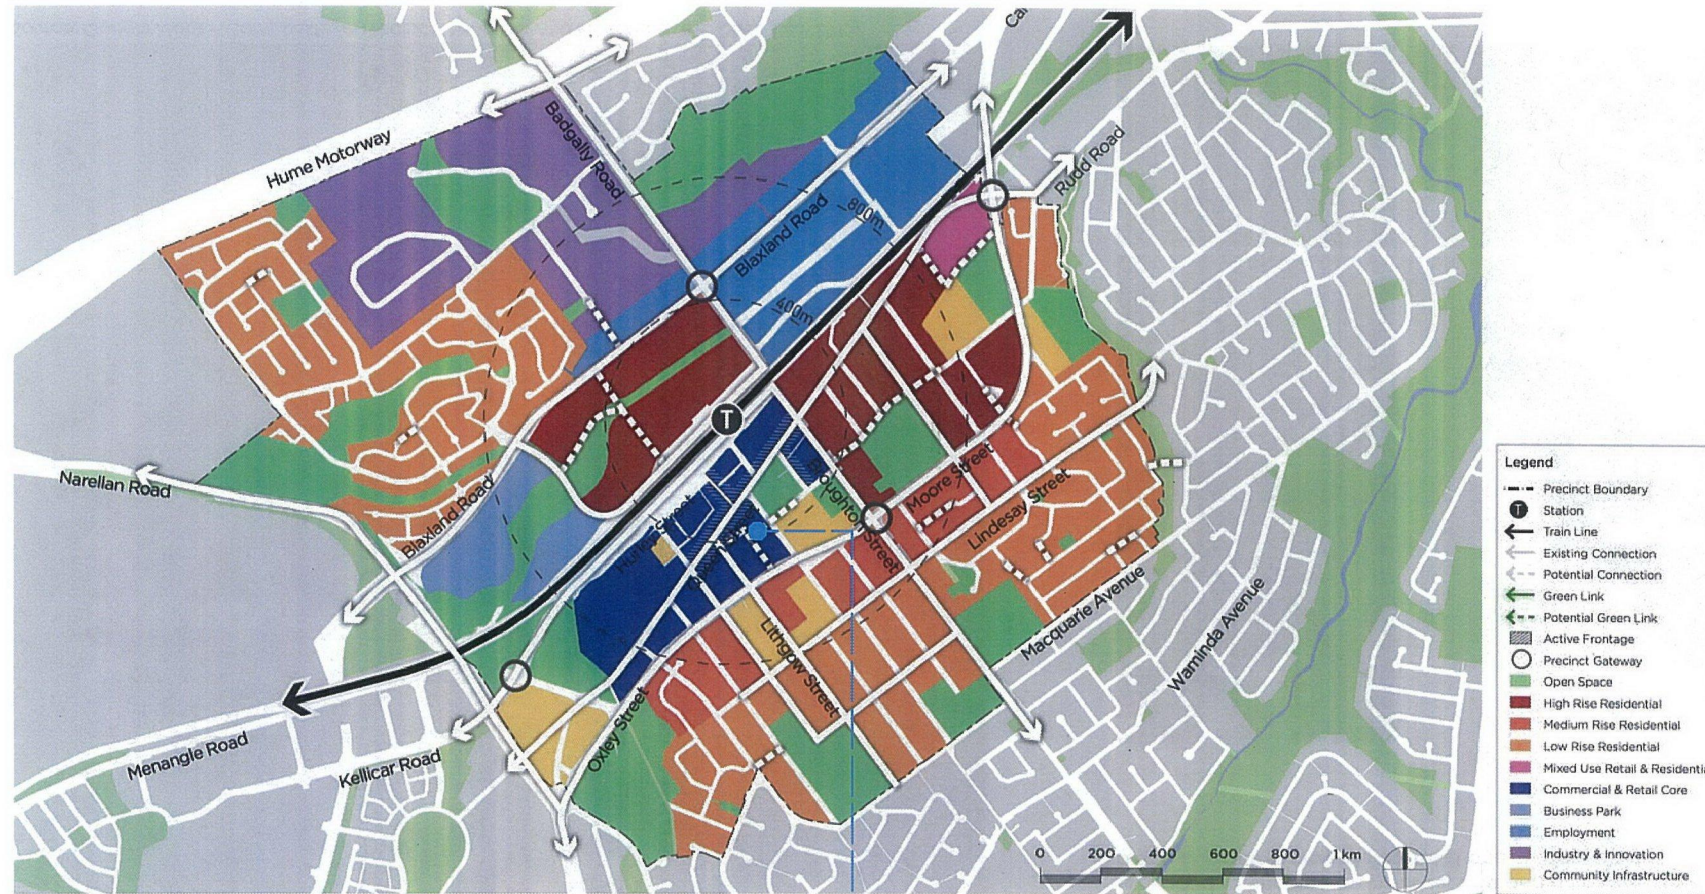 Ca
Hume Motorway
Badgally Road
Rudd Road
Blaxland Road
800m
400m
T
Narellan Road
Blaxland Road
Hurley Street
Broughton Street
Moore Street
Lindesay Street
Macquarie Avenue
Waminda Avenue
Lithgow Street
Oxley Street
Menangle Road
Kellicar Road
0 200 400 600 800 1 km
Legend
Precinct Boundary
T Station
Train Line
Existing Connection
Potential Connection
Green Link
Potential Green Link
Active Frontage
Precinct Gateway
Open Space
High Rise Residential
Medium Rise Residential
Low Rise Residential
Mixed Use Retail & Residentia
Commercial & Retail Core
Business Park
Employment
Industry & Innovation
Community Infrastructure